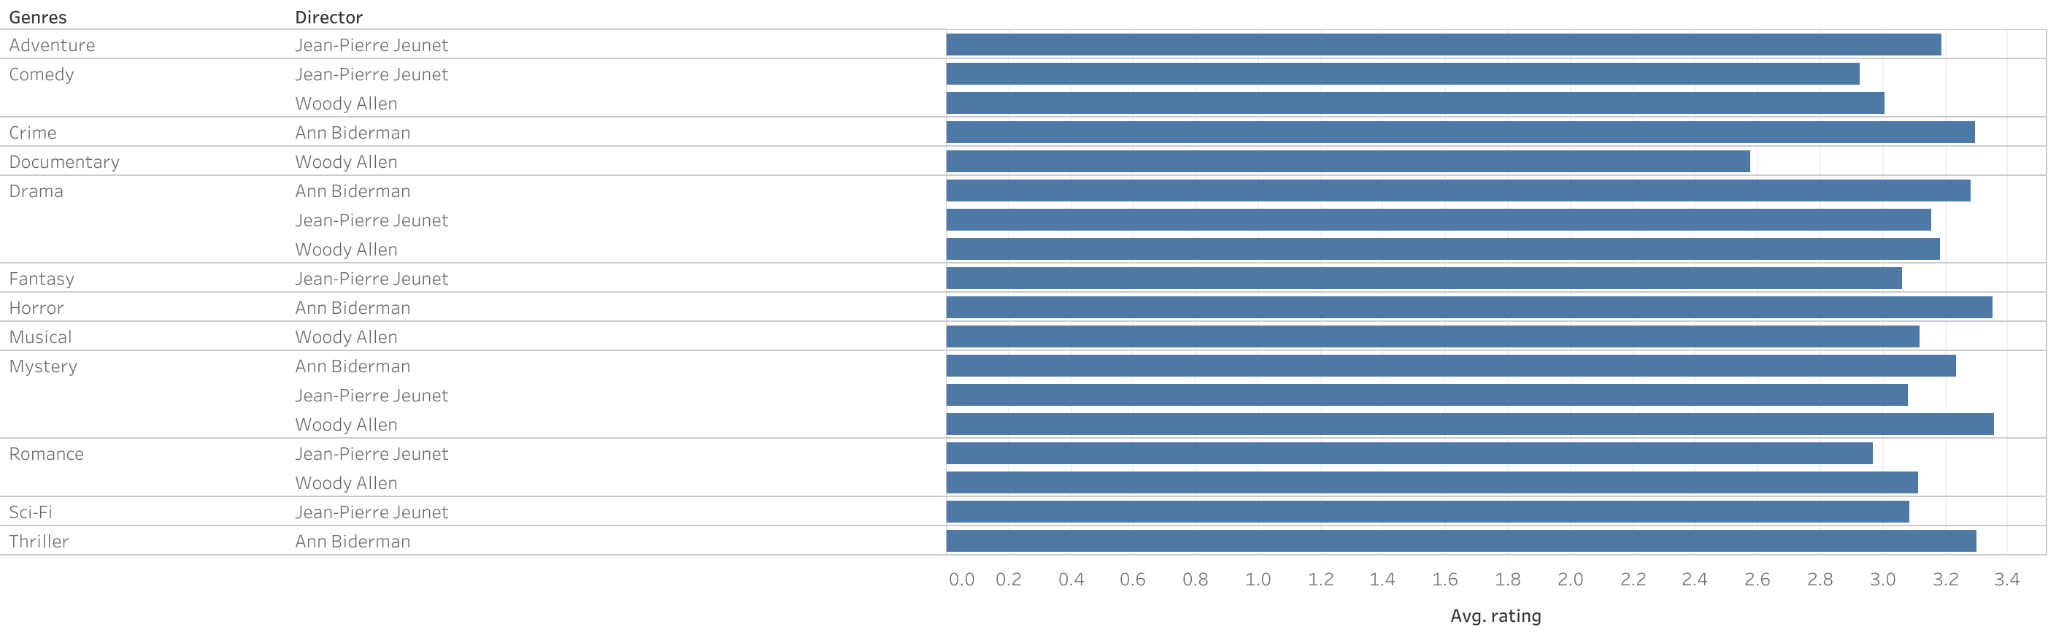 Genres Director
Adventure Jean-Pierre Jeunet
Comedy Jean-Pierre Jeunet
Woody Allen
Crime Ann Biderman
Documentary Woody Allen
Drama Ann Biderman
Jean-Pierre Jeunet
Woody Allen
Fantasy Jean-Pierre Jeunet
Horror Ann Biderman
Musical Woody Allen
Mystery Ann Biderman
Jean-Pierre Jeunet
Woody Allen
Romance Jean-Pierre Jeunet
Woody Allen
Sci-Fi Jean-Pierre Jeunet
Thriller Ann Biderman
0.0 0.2 0.4 0.6 0.8 1.0 1.2 1.4 1.6 1.8 2.0 2.2 2.4 2.6 2.8 3.0 3.2 3.4
Avg. rating